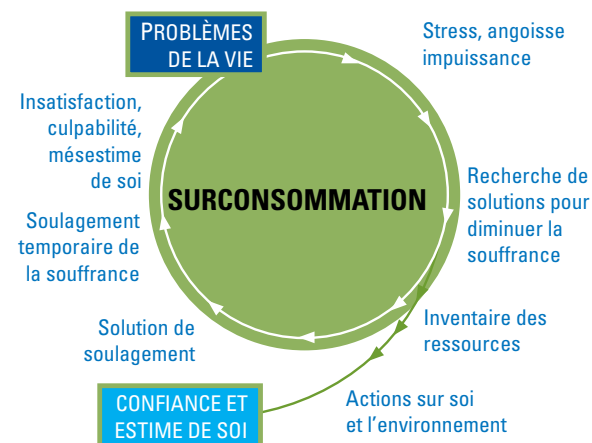 PROBLÈMES
DE LA VIE
Stress, angoisse
impuissance
Recherche de
solutions pour
diminuer la
souffrance
Inventaire des
ressources
Actions sur soi
et l'environnement
CONFIANCE ET
ESTIME DE SOI
Solution de
soulagement
Soulagement
temporaire de
la souffrance
Insatisfaction,
culpabilité,
mésestime
de soi
SURCONSOMMATION